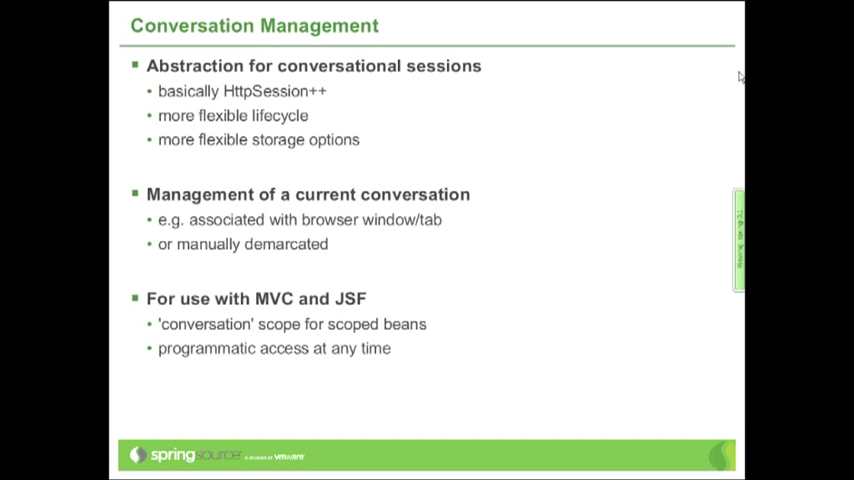 Conversation Management
Abstraction for conversational sessions
basically HttpSession++
more flexible lifecycle
more flexible storage options
Management of a current conversation
e.g. associated with browser window/tab
or manually demarcated
For use with MVC and JSF
'conversation' scope for scoped beans
programmatic access at any time
springsource A DIVISION OF vmware